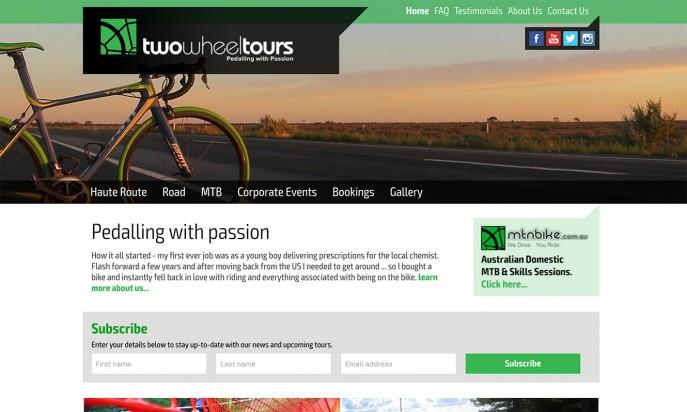 Home FAQ Testimonials About Us Contact Us
twowheeltours
Pedalling with Passion
You Tube
Haute Route Road MTB Corporate Events Bookings Gallery
Pedalling with passion
How it all started - my first ever job was as a young boy delivering prescriptions for the local chemist.
Flash forward a few years and after moving back from the US I needed to get around ... so I bought a
bike and instantly fell back in love with riding and everything associated with being on the bike. learn
more about us...
mtnbike.com.au
We Drive. You Ride.
Australian Domestic
MTB & Skills Sessions.
Click here...
Subscribe
Enter your details below to stay up-to-date with our news and upcoming tours.
First name Last name Email address Subscribe